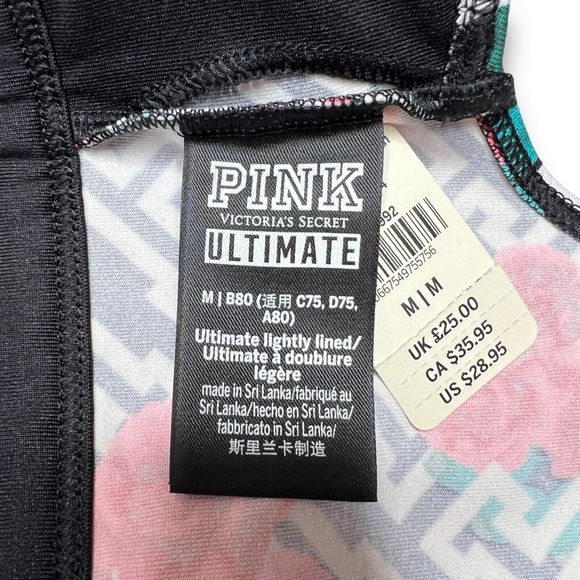 PINK
VICTORIA'S SECRET
ULTIMATE
M | B80 (适用 C75, D75,
A80)
Ultimate lightly lined/
Ultimate à doublure
légère
made in Sri Lanka/fabriqué au
Sri Lanka/hecho en Sri Lanka/
fabbricato in Sri Lanka/
斯里兰卡制造
992
0667549755756
M | M
UK £25.00
CA $35.95
US $28.95